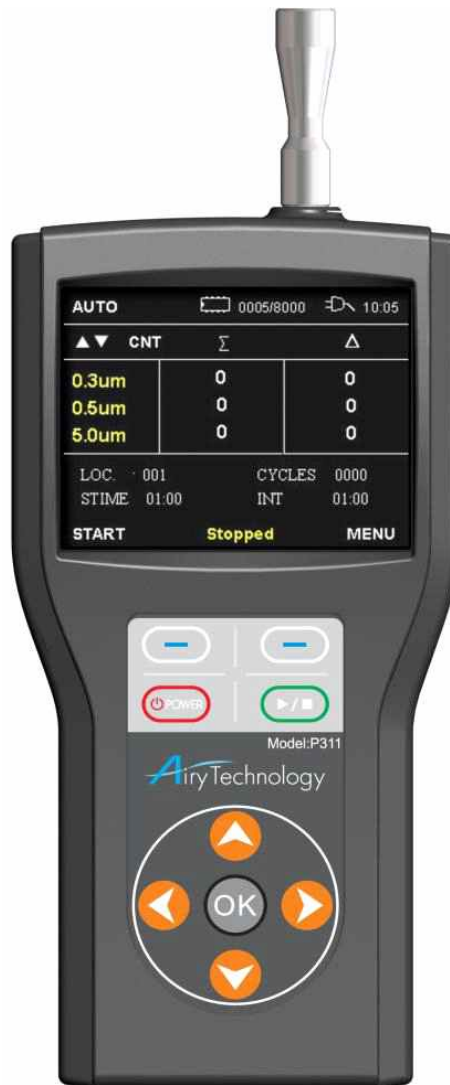 AUTO 0005/8000 10:05
▲▼ CNT Σ Δ
0.3um 0 0
0.5um 0 0
5.0um 0 0
LOC. 001 CYCLES 0000
STIME 01:00 INT 01:00
START Stopped MENU
POWER
Model:P311
AiryTechnology
OK